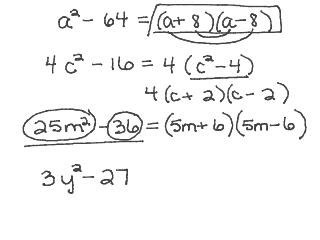 a² - 64 = (a + 8)(a - 8)
4c² - 16 = 4(c² - 4)
4(c + 2)(c - 2)
25m² - 36 = (5m + 6)(5m - 6)
3y² - 27